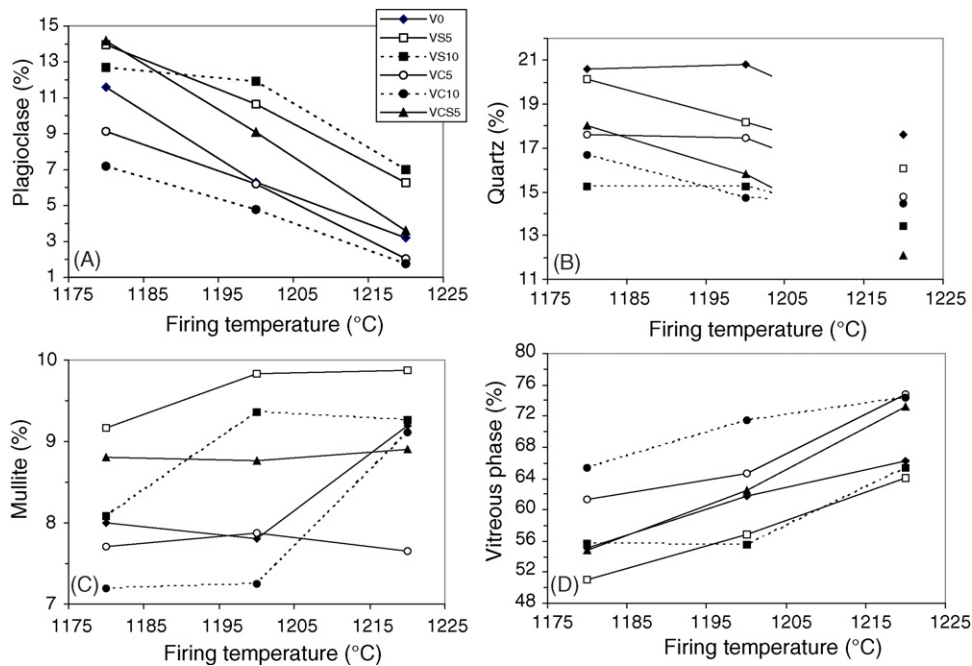 15
13
11
9
7
5
3
1
Plagioclase (%)
(A)
1175 1185 1195 1205 1215 1225
Firing temperature (°C)
V0
VS5
VS10
VC5
VC10
VCS5
21
19
17
15
13
11
Quartz (%)
(B)
1175 1185 1195 1205 1215 1225
Firing temperature (°C)
10
9
8
7
Mullite (%)
(C)
1175 1185 1195 1205 1215 1225
Firing temperature (°C)
80
76
72
68
64
60
56
52
48
Vitreous phase (%)
(D)
1175 1185 1195 1205 1215 1225
Firing temperature (°C)